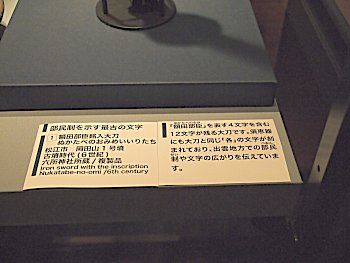 部民制を示す最古の文字
1 額田部臣銘入大刀
ぬかたべのおみめいいりたち
松江市 岡田山1号墳
古墳時代(6世紀)
六所神社所蔵/複製品
Iron sword with the inscription
Nukatabe-no-omi /6th century
「額田部臣」を表す4文字を含む
12文字が残る大刀です。須恵器
にも大刀と同じ「各」の文字が刻
まれており、出雲地方での部民
制や文字の広がりを伝えていま
す。